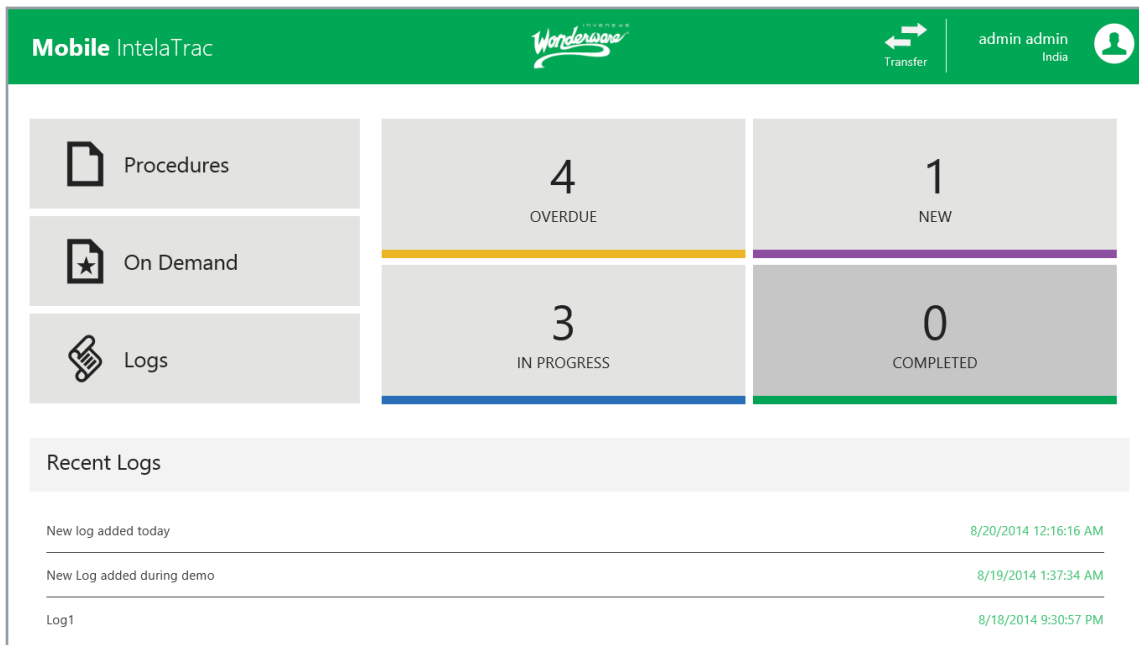 Mobile IntelaTrac
invensys
Wonderware
Transfer
admin admin
India
Procedures
On Demand
Logs
4
OVERDUE
1
NEW
3
IN PROGRESS
0
COMPLETED
Recent Logs
New log added today 8/20/2014 12:16:16 AM
New Log added during demo 8/19/2014 1:37:34 AM
Log1 8/18/2014 9:30:57 PM